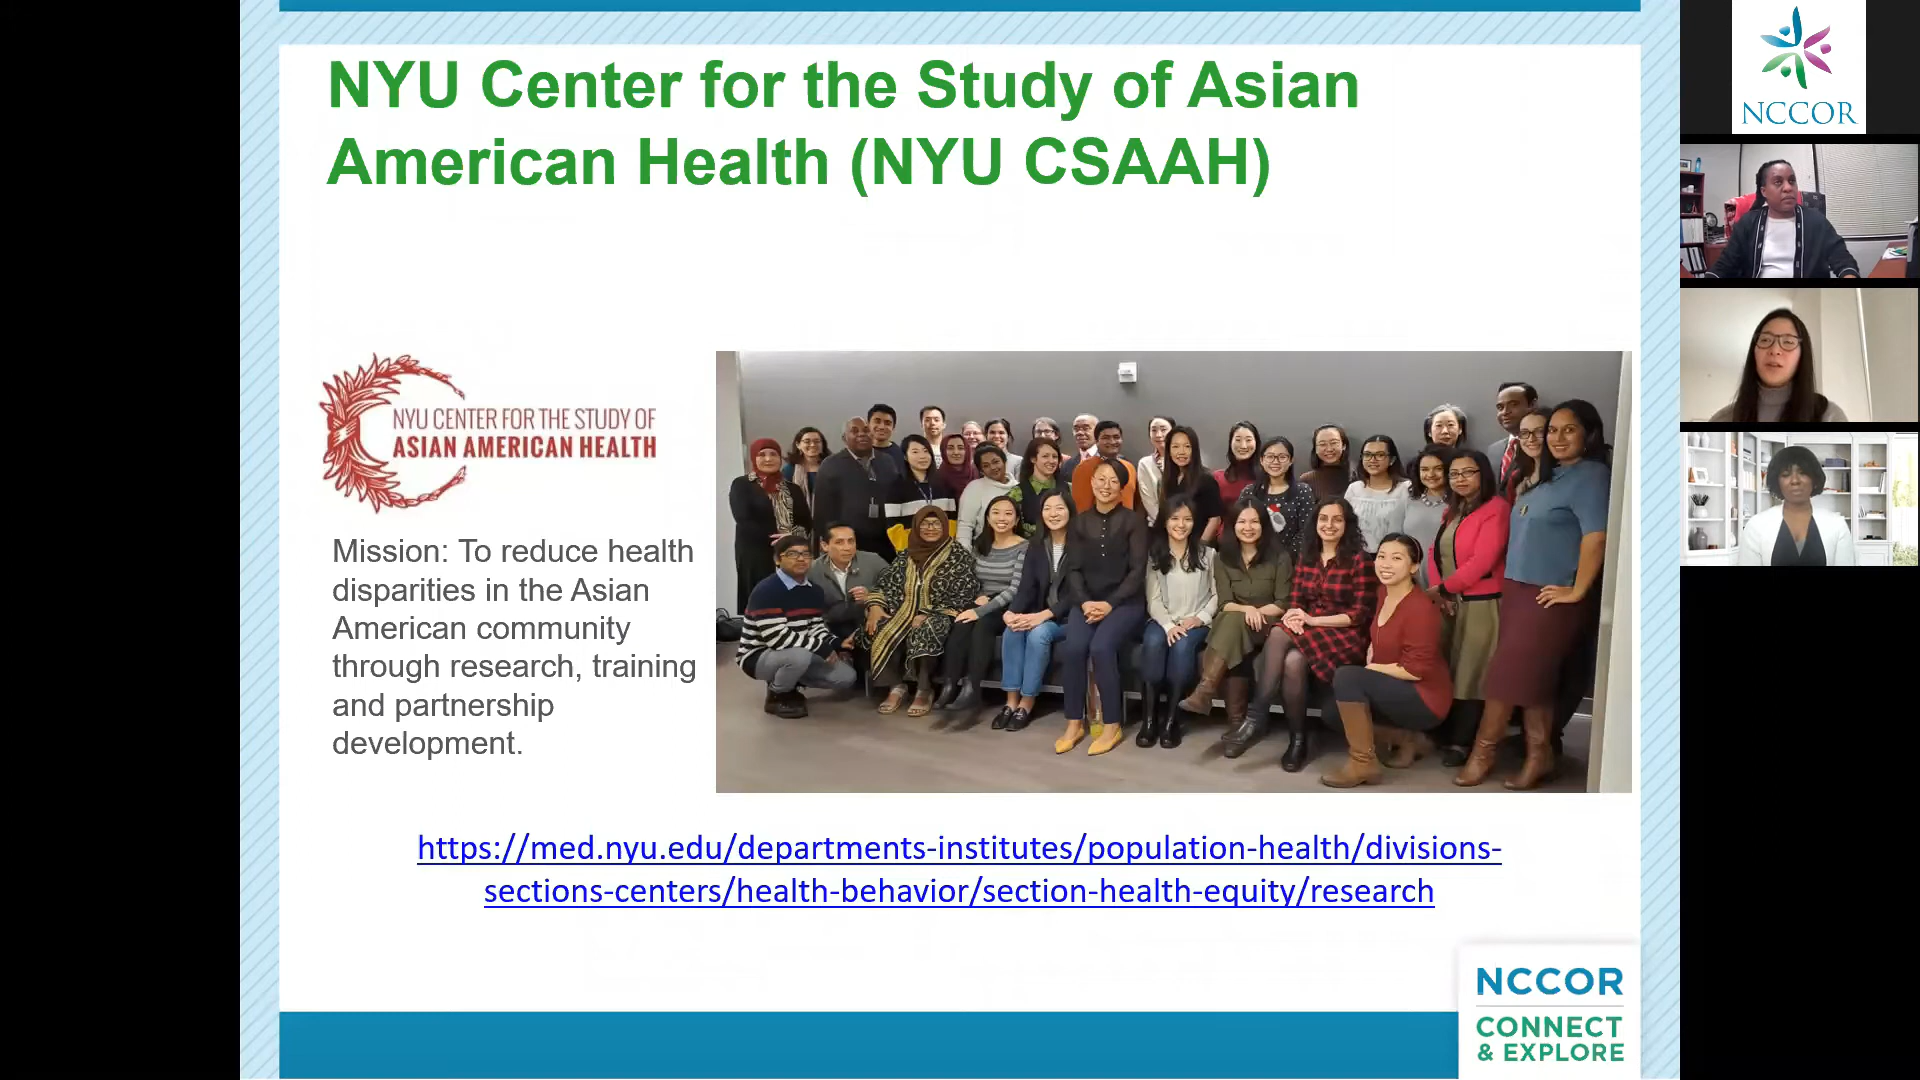 NYU Center for the Study of Asian
American Health (NYU CSAAH)
NYU CENTER FOR THE STUDY OF
ASIAN AMERICAN HEALTH
Mission: To reduce health
disparities in the Asian
American community
through research, training
and partnership
development.
https://med.nyu.edu/departments-institutes/population-health/divisions-
sections-centers/health-behavior/section-health-equity/research
NCCOR
CONNECT
& EXPLORE
NCCOR